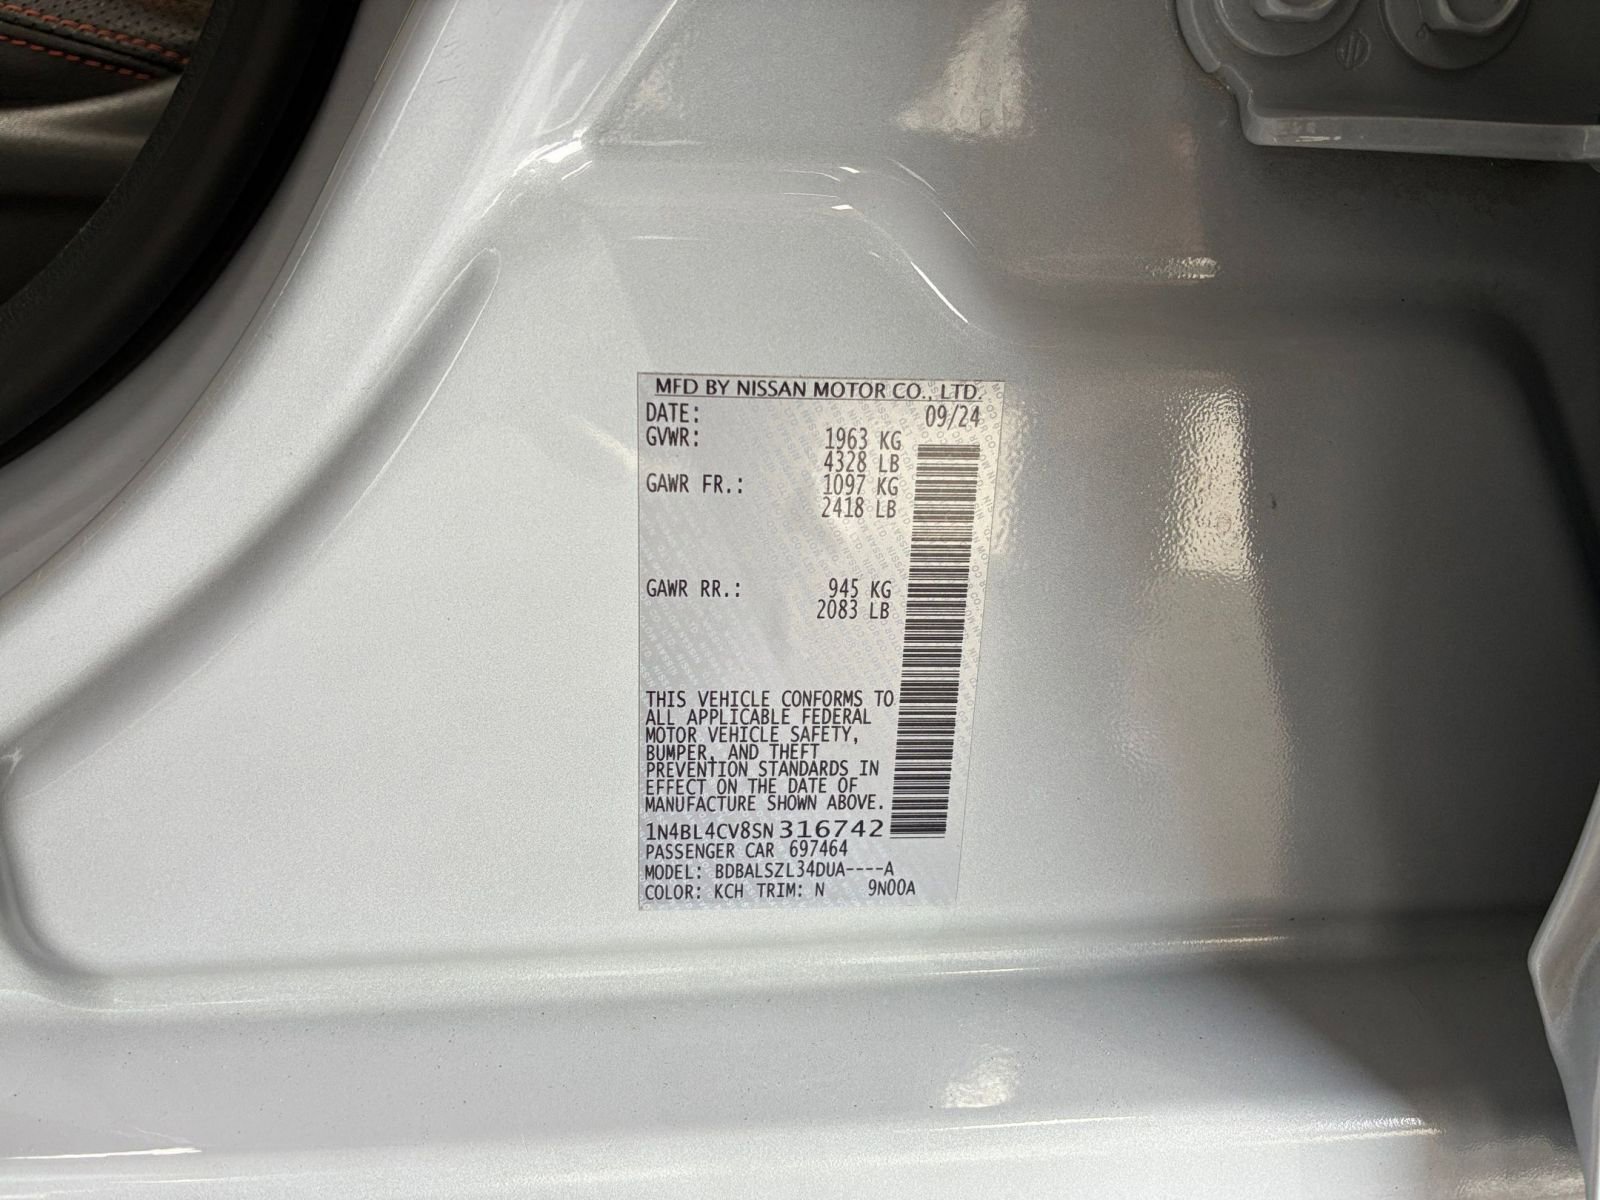 MFD BY NISSAN MOTOR CO., LTD.
DATE: 09/24
GVWR: 1963 KG
4328 LB
GAWR FR.: 1097 KG
2418 LB
GAWR RR.: 945 KG
2083 LB
THIS VEHICLE CONFORMS TO
ALL APPLICABLE FEDERAL
MOTOR VEHICLE SAFETY,
BUMPER, AND THEFT
PREVENTION STANDARDS IN
EFFECT ON THE DATE OF
MANUFACTURE SHOWN ABOVE.
1N4BL4CV8SN316742
PASSENGER CAR 697464
MODEL: BDBALSZL34DUA----A
COLOR: KCH TRIM: N 9N00A